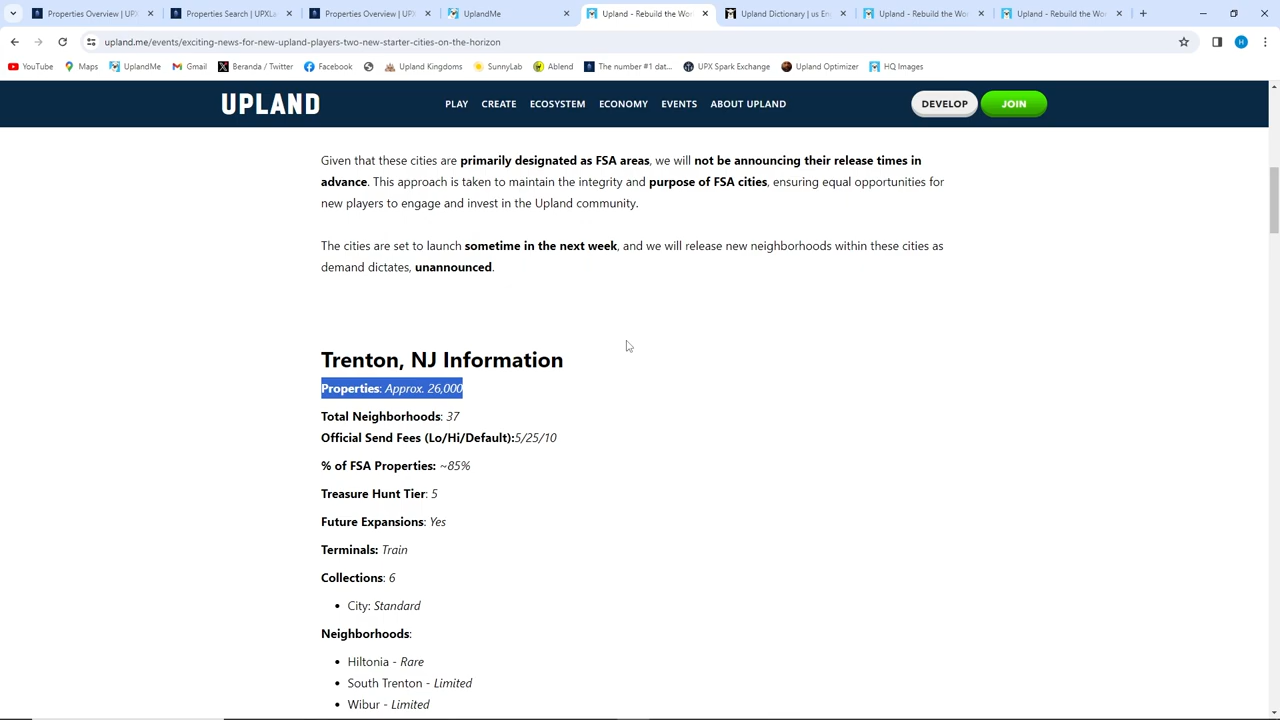 Properties Overview | UPX
Properties Search | UPXLa
Properties Overview | UPX
UplandMe
Upland - Rebuild the Wo
Upland Dictionary | us En
Upland - Rebuild the Wo
Upland - Rebuild the Wo
upland.me/events/exciting-news-for-new-upland-players-two-new-starter-cities-on-the-horizon
H
YouTube
Maps
UplandMe
Gmail
Beranda / Twitter
Facebook
Upland Kingdoms
SunnyLab
Ablend
The number #1 dat...
UPX Spark Exchange
Upland Optimizer
HQ Images
UPLAND
PLAY CREATE ECOSYSTEM ECONOMY EVENTS ABOUT UPLAND
DEVELOP
JOIN
Given that these cities are primarily designated as FSA areas, we will not be announcing their release times in
advance. This approach is taken to maintain the integrity and purpose of FSA cities, ensuring equal opportunities for
new players to engage and invest in the Upland community.
The cities are set to launch sometime in the next week, and we will release new neighborhoods within these cities as
demand dictates, unannounced.
Trenton, NJ Information
Properties: Approx. 26,000
Total Neighborhoods: 37
Official Send Fees (Lo/Hi/Default):5/25/10
% of FSA Properties: ~85%
Treasure Hunt Tier: 5
Future Expansions: Yes
Terminals: Train
Collections: 6
• City: Standard
Neighborhoods:
• Hiltonia - Rare
• South Trenton - Limited
• Wibur - Limited